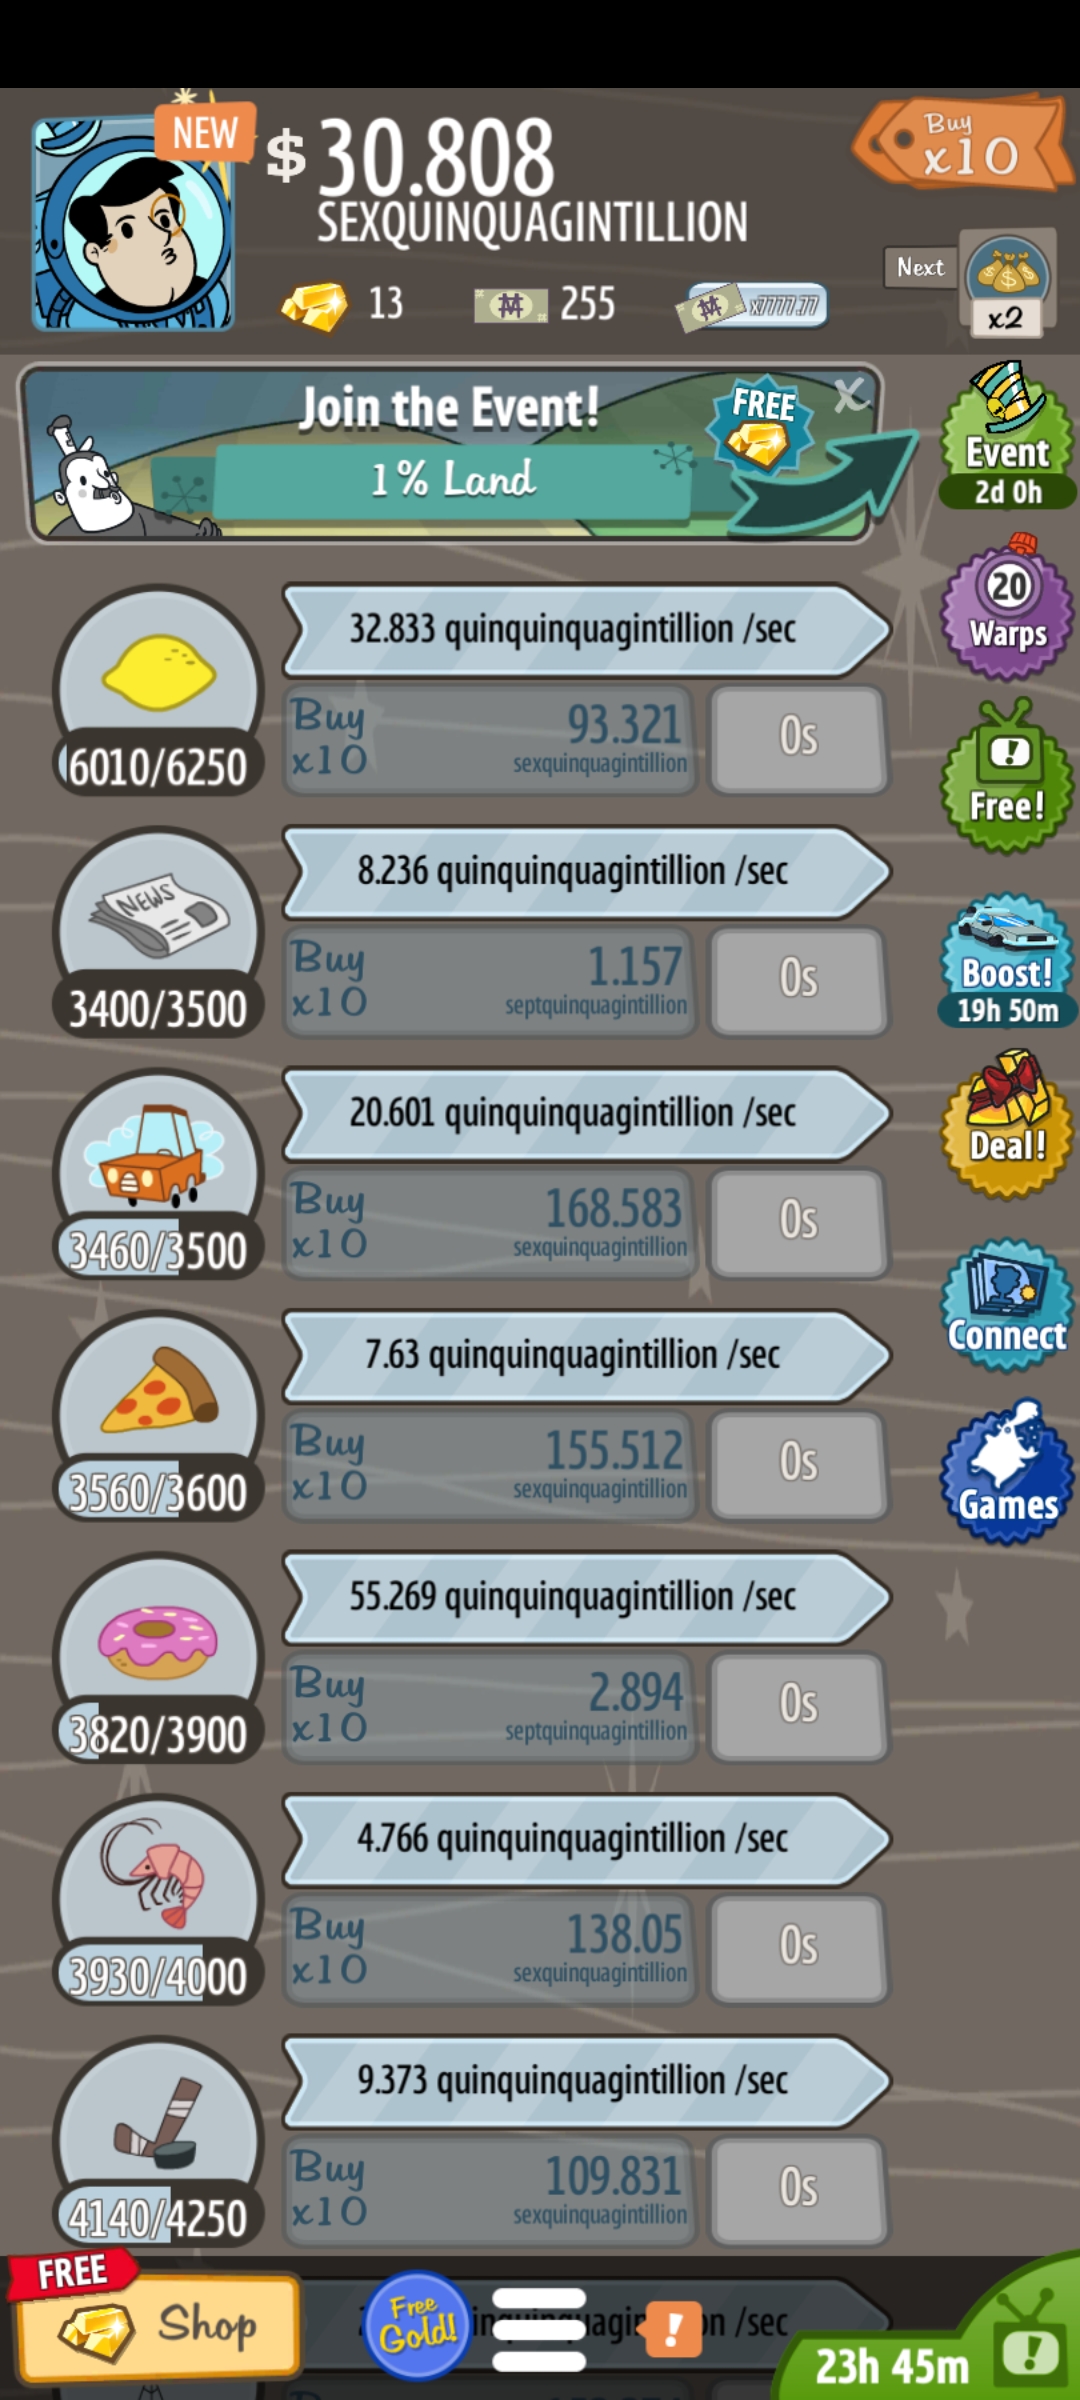 NEW
$ 30.808
SEXQUINQUAGINTILLION
Buy
x10
13
255
x7777.77
Next
x2
Join the Event!
1% Land
FREE
X
Event
2d 0h
20
Warps
!
Free!
Boost!
19h 50m
Deal!
Connect
Games
32.833 quinquinquagintillion /sec
Buy
x10
93.321
sexquinquagintillion
0s
6010/6250
NEWS
8.236 quinquinquagintillion /sec
Buy
x10
1.157
septquinquagintillion
0s
3400/3500
20.601 quinquinquagintillion /sec
Buy
x10
168.583
sexquinquagintillion
0s
3460/3500
7.63 quinquinquagintillion /sec
Buy
x10
155.512
sexquinquagintillion
0s
3560/3600
55.269 quinquinquagintillion /sec
Buy
x10
2.894
septquinquagintillion
0s
3820/3900
4.766 quinquinquagintillion /sec
Buy
x10
138.05
sexquinquagintillion
0s
3930/4000
9.373 quinquinquagintillion /sec
Buy
x10
109.831
sexquinquagintillion
0s
4140/4250
FREE
Shop
Free
Gold!
!
/sec
23h 45m
!